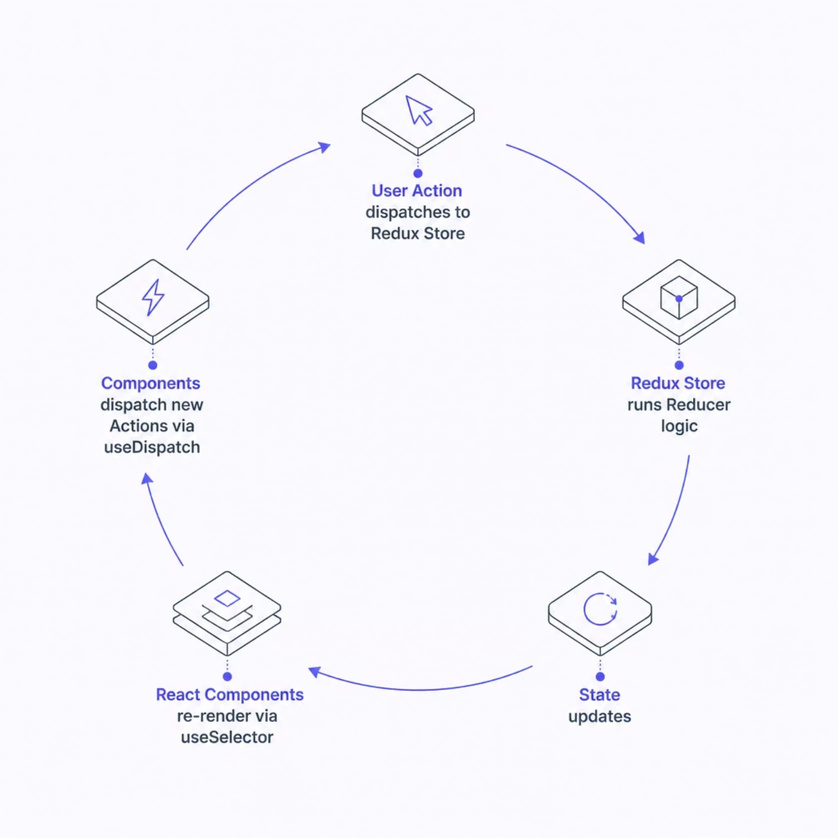 User Action
dispatches to
Redux Store
Redux Store
runs Reducer
logic
State
updates
React Components
re-render via
useSelector
Components
dispatch new
Actions via
useDispatch